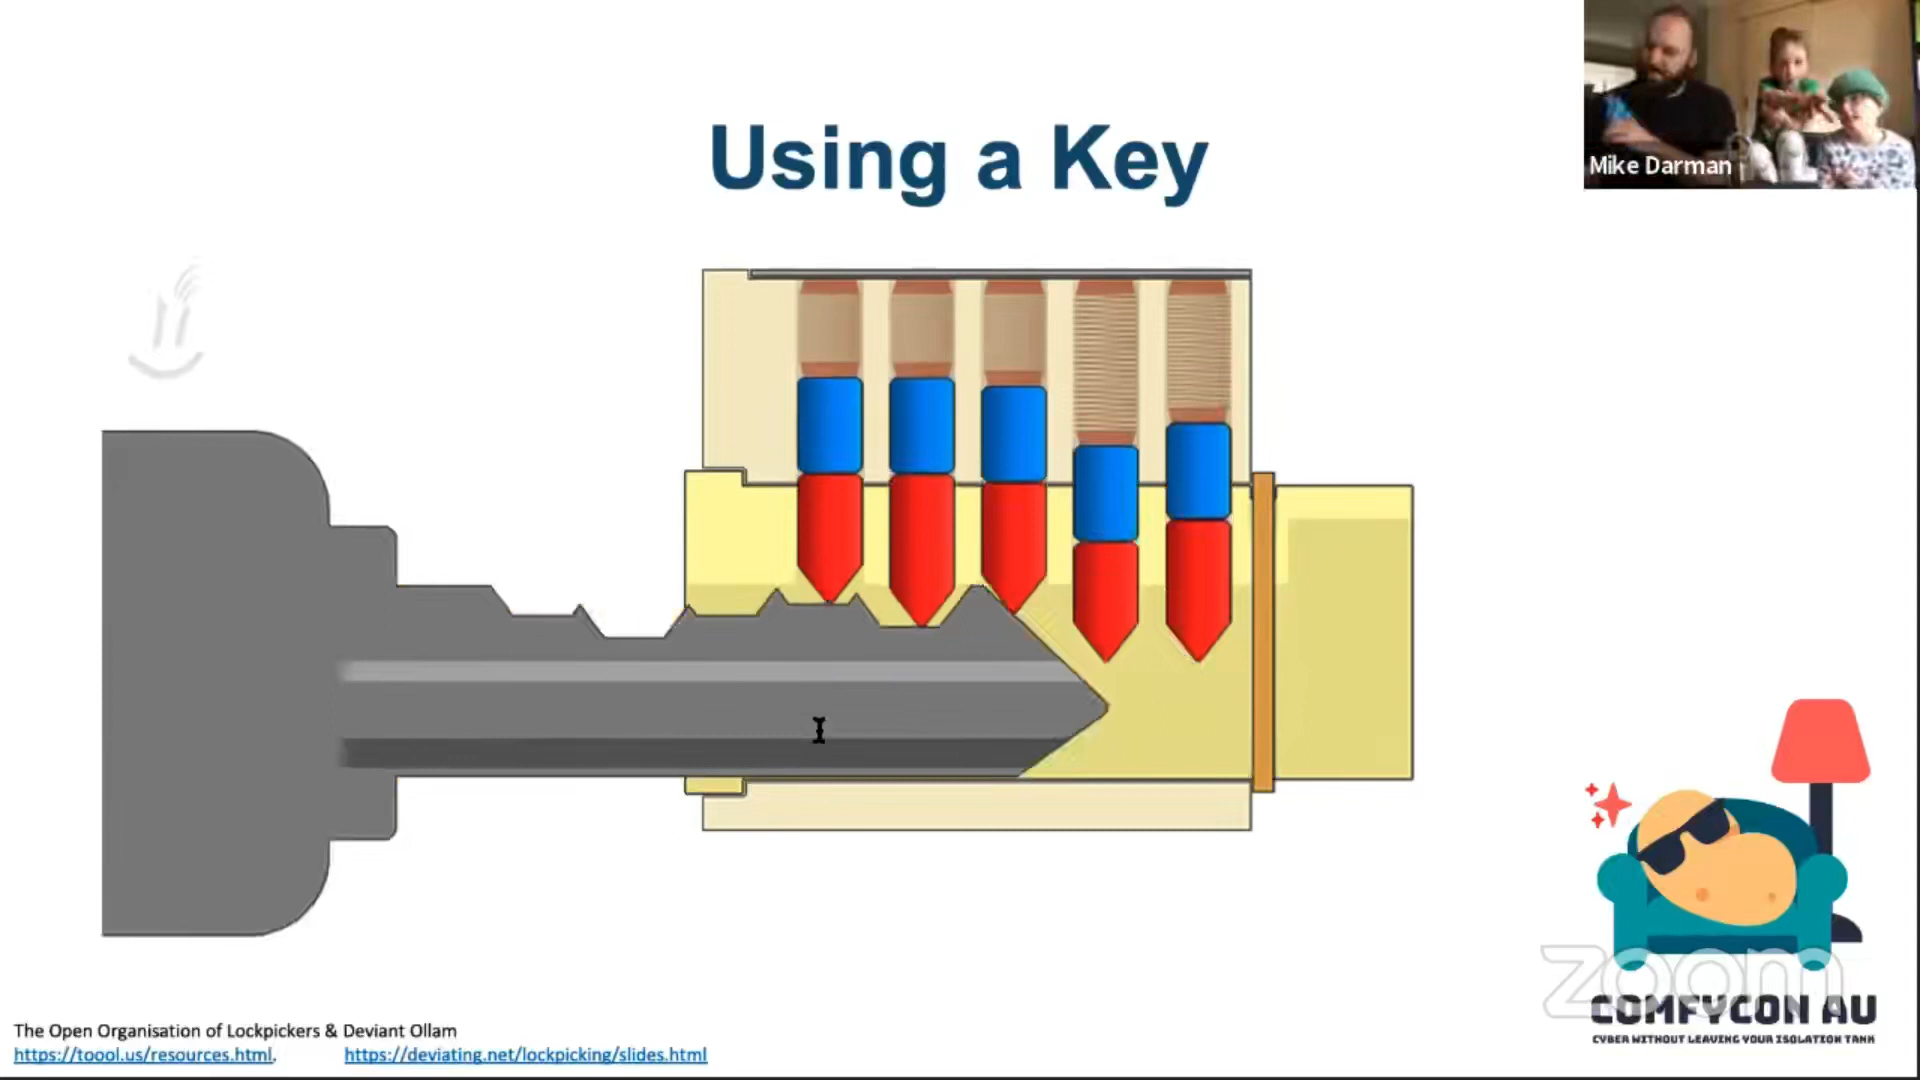 Using a Key
Mike Darman
zoom
COMFYCON AU
CYBER WITHOUT LEAVING YOUR ISOLATION TANK
The Open Organisation of Lockpickers & Deviant Ollam
https://toool.us/resources.html, https://deviating.net/lockpicking/slides.html